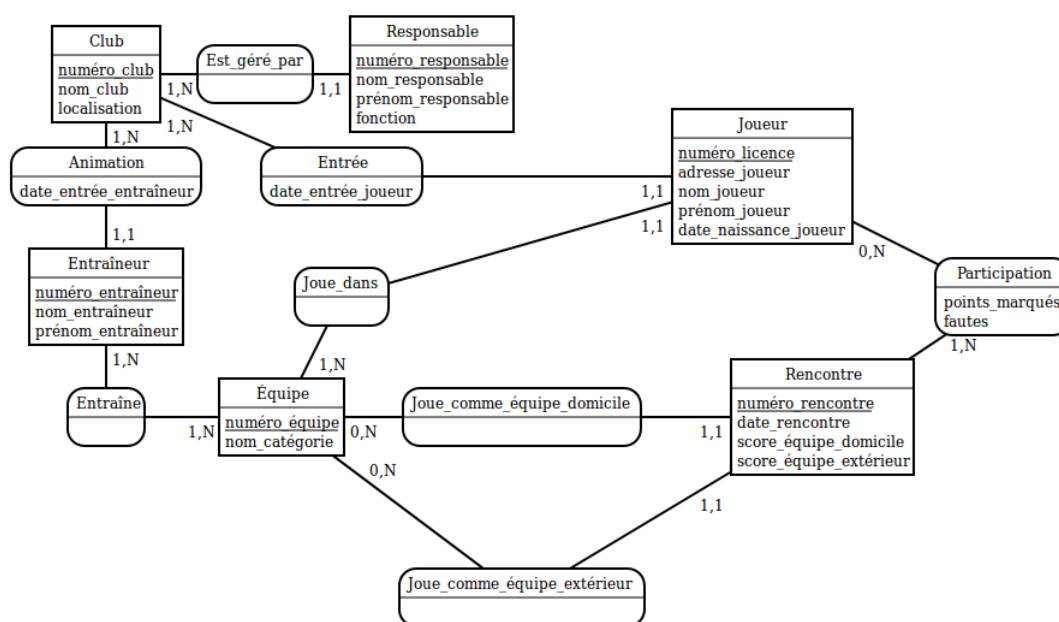 Club
numéro_club
nom_club
localisation
Est_géré_par
Responsable
numéro_responsable
nom_responsable
prénom_responsable
fonction
1,N
1,1
1,N
1,N
Animation
date_entrée_entraîneur
Entrée
date_entrée_joueur
Joueur
numéro_licence
adresse_joueur
nom_joueur
prénom_joueur
date_naissance_joueur
1,1
1,1
1,1
0,N
Entraîneur
numéro_entraîneur
nom_entraîneur
prénom_entraîneur
Joue_dans
Participation
points_marqués
fautes
1,N
1,N
1,N
Entraîne
Équipe
numéro_équipe
nom_catégorie
Joue_comme_équipe_domicile
Rencontre
numéro_rencontre
date_rencontre
score_équipe_domicile
score_équipe_extérieur
1,N
0,N
1,1
0,N
1,1
Joue_comme_équipe_extérieur